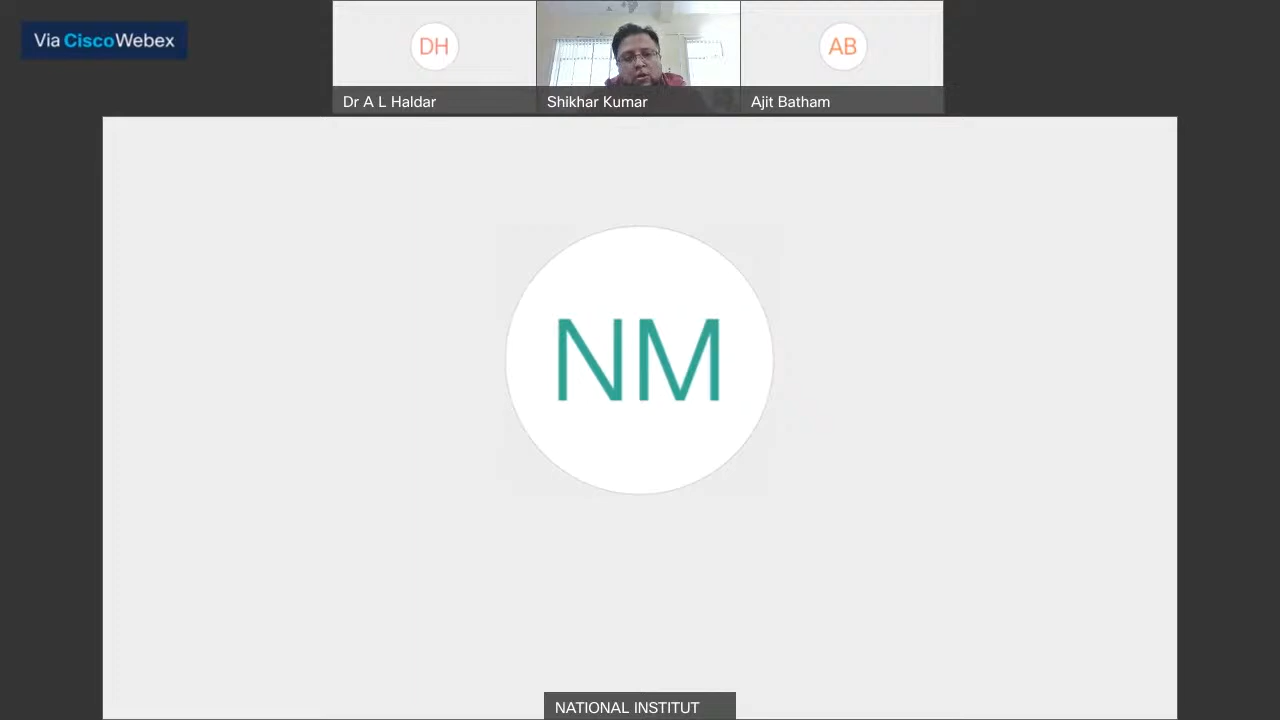 Via CiscoWebex
DH
AB
Dr A L Haldar
Shikhar Kumar
Ajit Batham
NM
NATIONAL INSTITUT